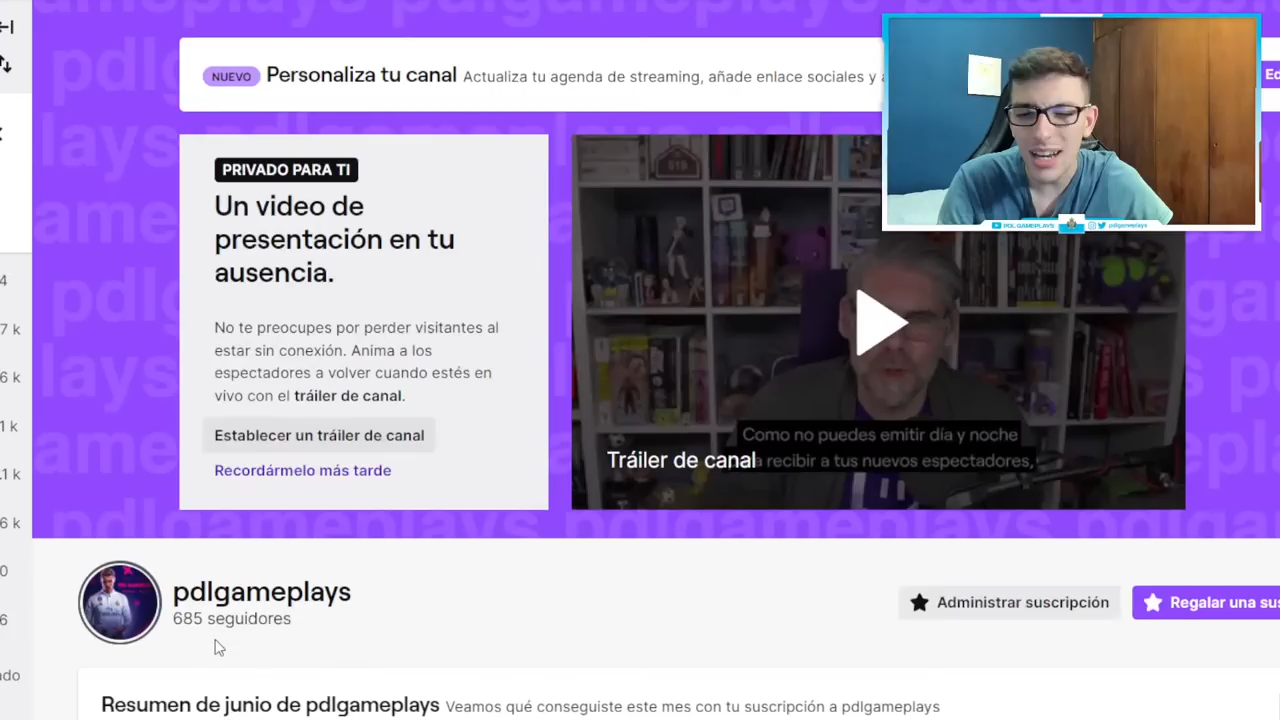 NUEVO Personaliza tu canal Actualiza tu agenda de streaming, añade enlace sociales y
PRIVADO PARA TI
Un video de
presentación en tu
ausencia.
No te preocupes por perder visitantes al
estar sin conexión. Anima a los
espectadores a volver cuando estés en
vivo con el tráiler de canal.
Establecer un tráiler de canal
Recordármelo más tarde
PDL GAMEPLAYS
pdlgameplays
Como no puedes emitir día y noche
a recibir a tus nuevos espectadores,
Tráiler de canal
pdlgameplays
685 seguidores
Administrar suscripción
Regalar una sus
Resumen de junio de pdlgameplays Veamos qué conseguiste este mes con tu suscripción a pdlgameplays